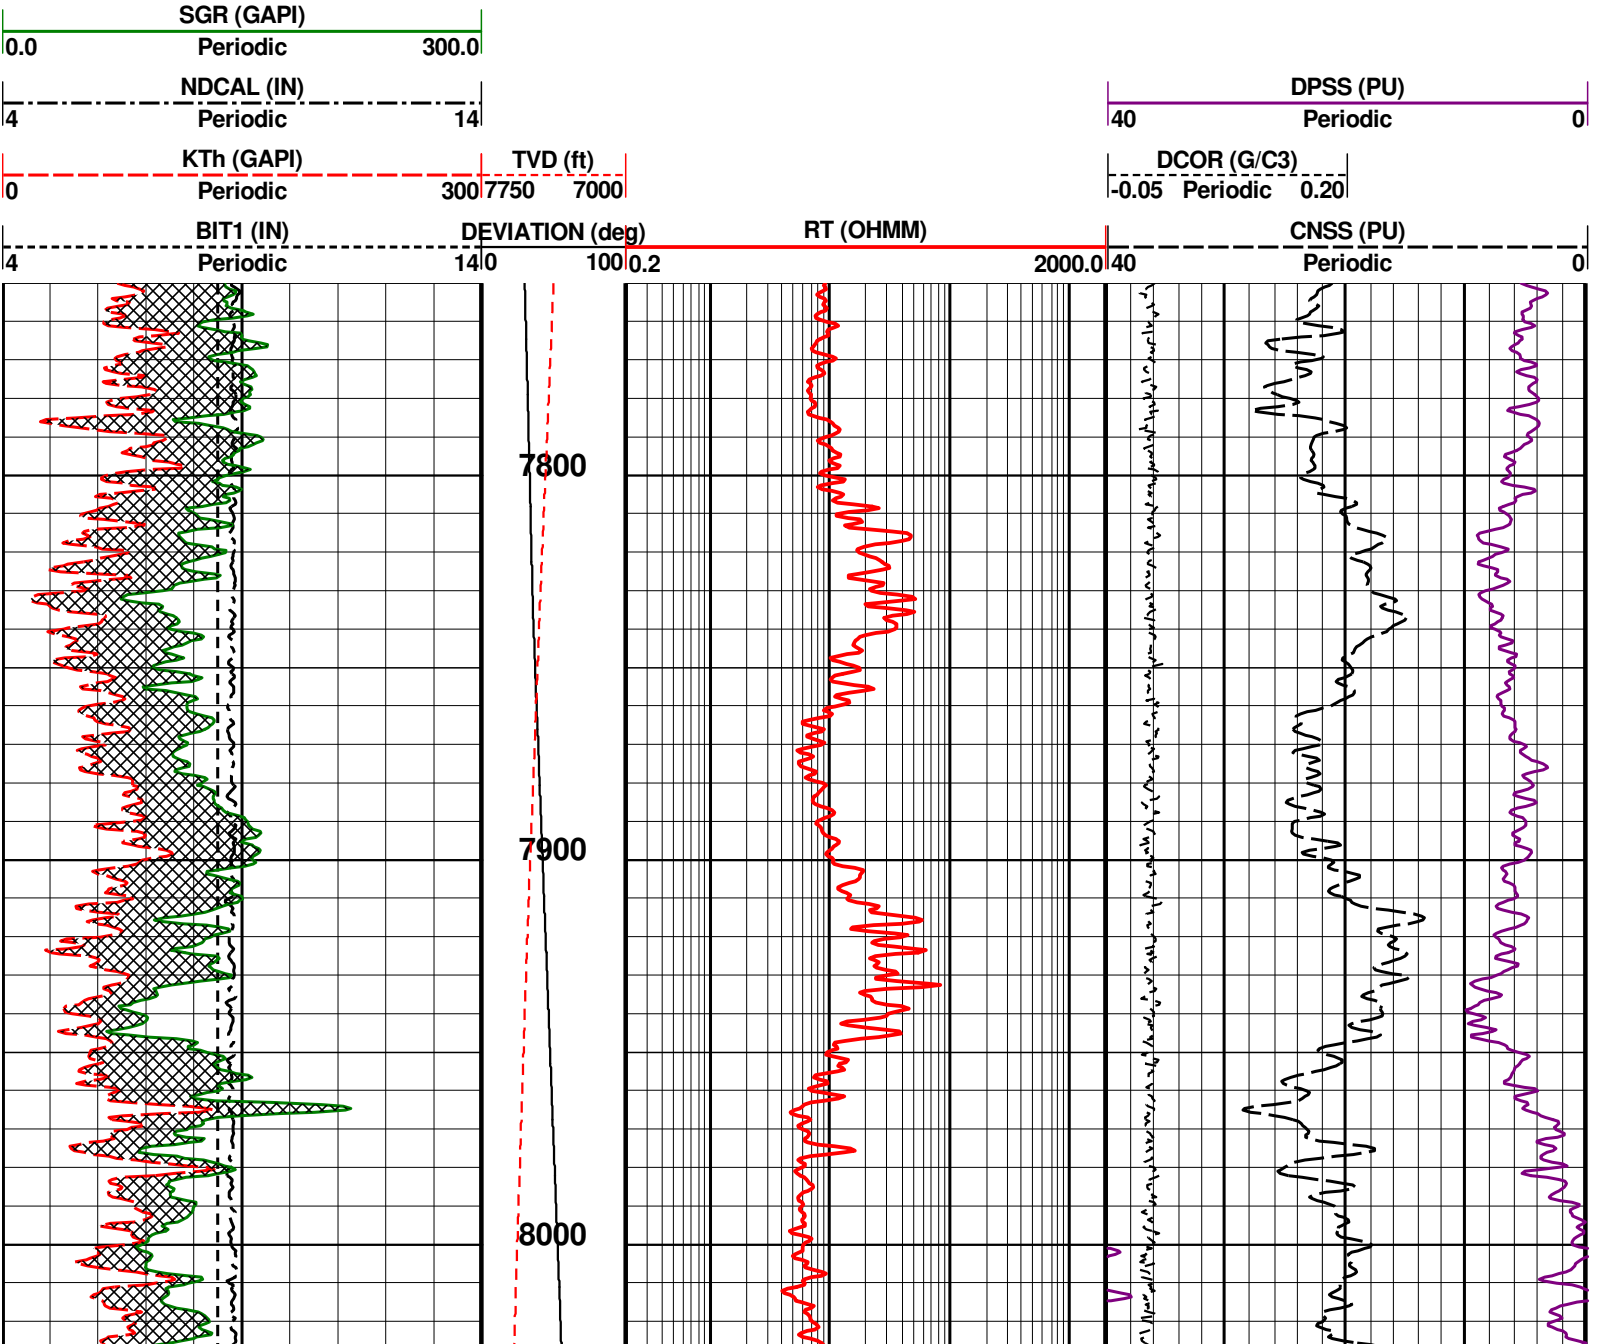 SGR (GAPI)
0.0 Periodic 300.0
NDCAL (IN) DPSS (PU)
4 Periodic 14 40 Periodic 0
KTh (GAPI) TVD (ft) DCOR (G/C3)
0 Periodic 300 7750 7000 -0.05 Periodic 0.20
BIT1 (IN) DEVIATION (deg) RT (OHMM) CNSS (PU)
4 Periodic 14 0 100 0.2 2000.0 40 Periodic 0
7800
7900
8000